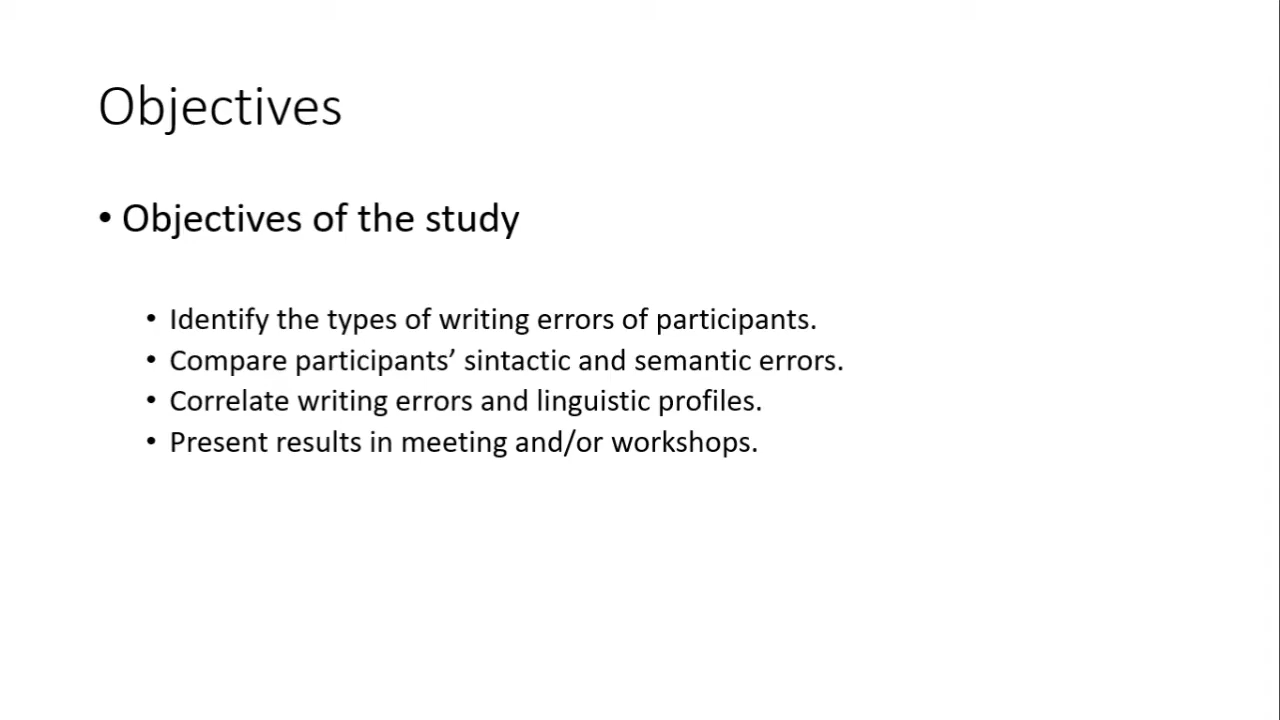 Objectives
• Objectives of the study
• Identify the types of writing errors of participants.
• Compare participants’ sintactic and semantic errors.
• Correlate writing errors and linguistic profiles.
• Present results in meeting and/or workshops.